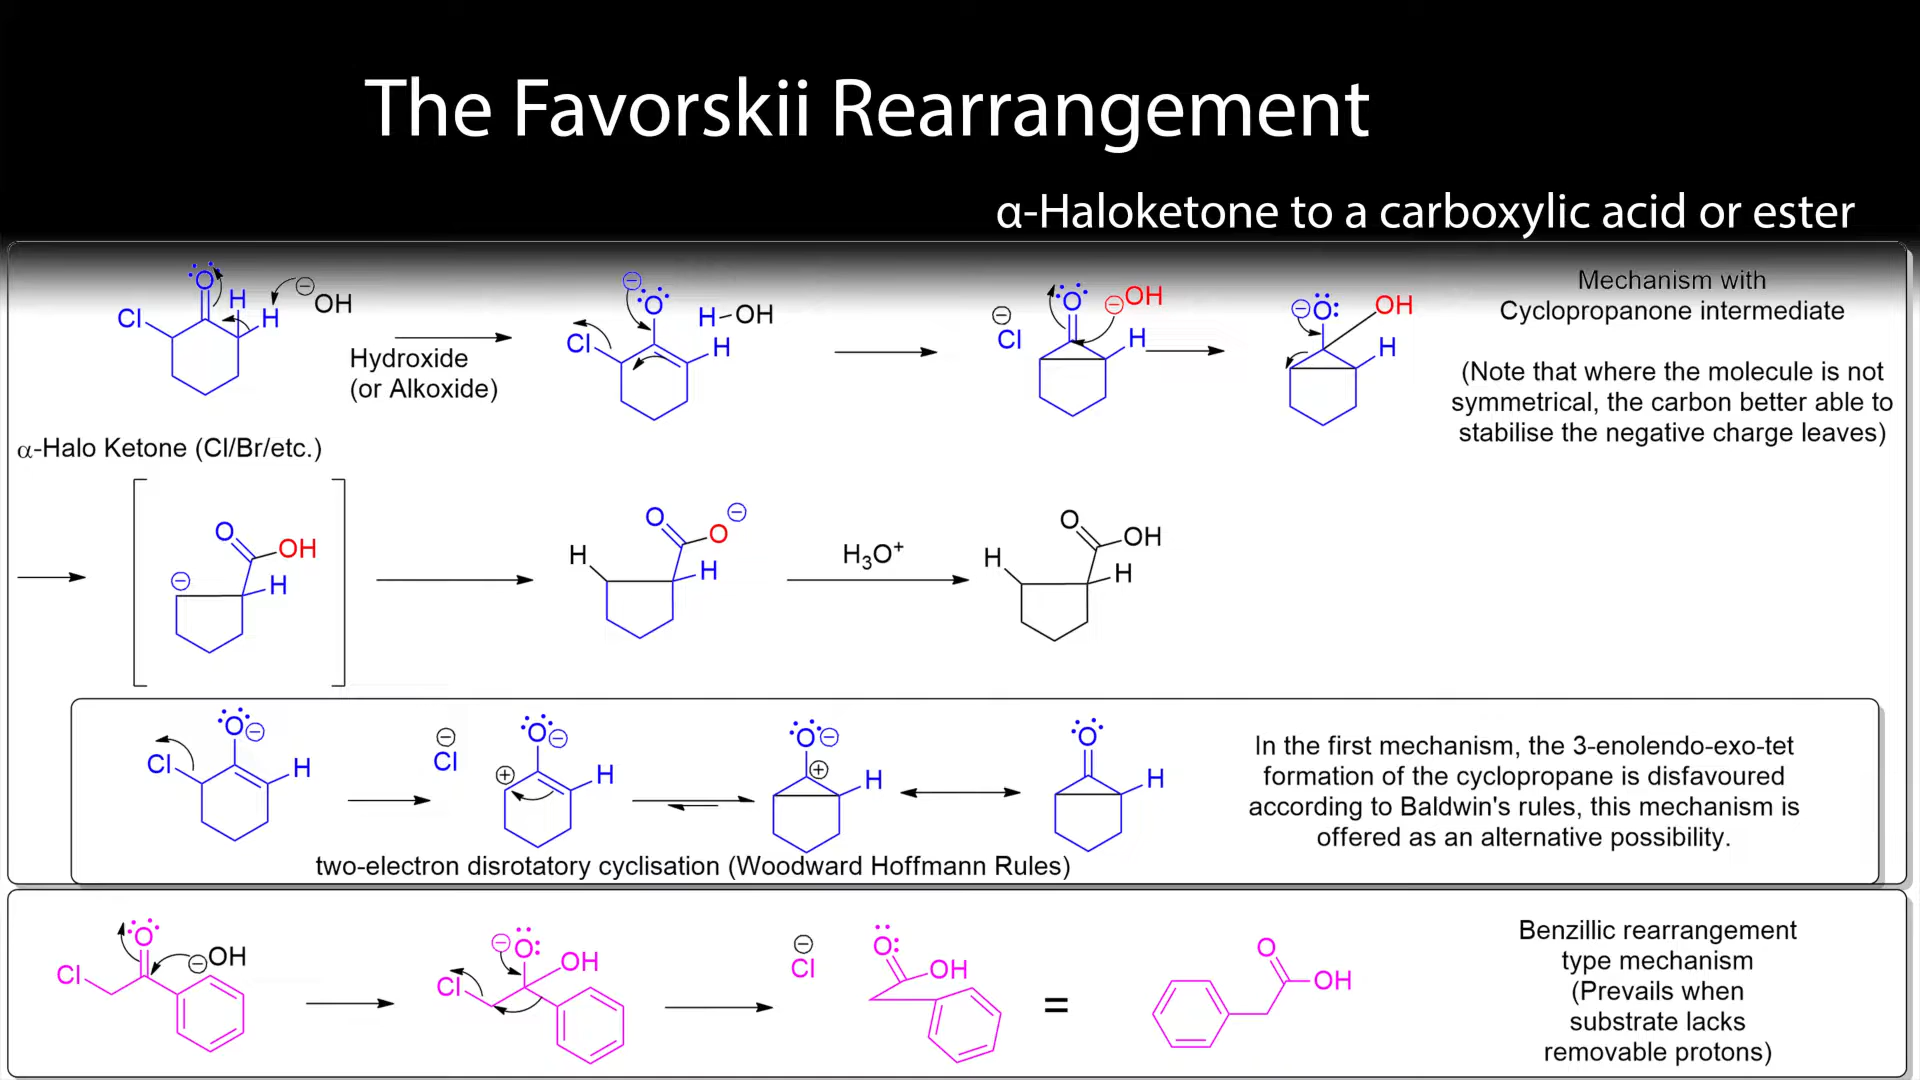 The Favorskii Rearrangement
α-Haloketone to a carboxylic acid or ester
O
H
H
⊖OH
Cl
Hydroxide
(or Alkoxide)
α-Halo Ketone (Cl/Br/etc.)
⊖
O
H-OH
Cl
H
⊖
Cl
O
⊖OH
H
⊖O
OH
H
Mechanism with
Cyclopropanone intermediate
(Note that where the molecule is not
symmetrical, the carbon better able to
stabilise the negative charge leaves)
O
OH
⊖
H
O
O⊖
H
H
H₃O⁺
O
OH
H
H
O⊖
Cl
H
⊖
Cl
O⊖
⊕
H
O⊖
⊕
H
O
H
two-electron disrotatory cyclisation (Woodward Hoffmann Rules)
In the first mechanism, the 3-enolendo-exo-tet
formation of the cyclopropane is disfavoured
according to Baldwin's rules, this mechanism is
offered as an alternative possibility.
O
⊖OH
Cl
⊖O
OH
Cl
⊖
Cl
O
OH
=
O
OH
Benzillic rearrangement
type mechanism
(Prevails when
substrate lacks
removable protons)